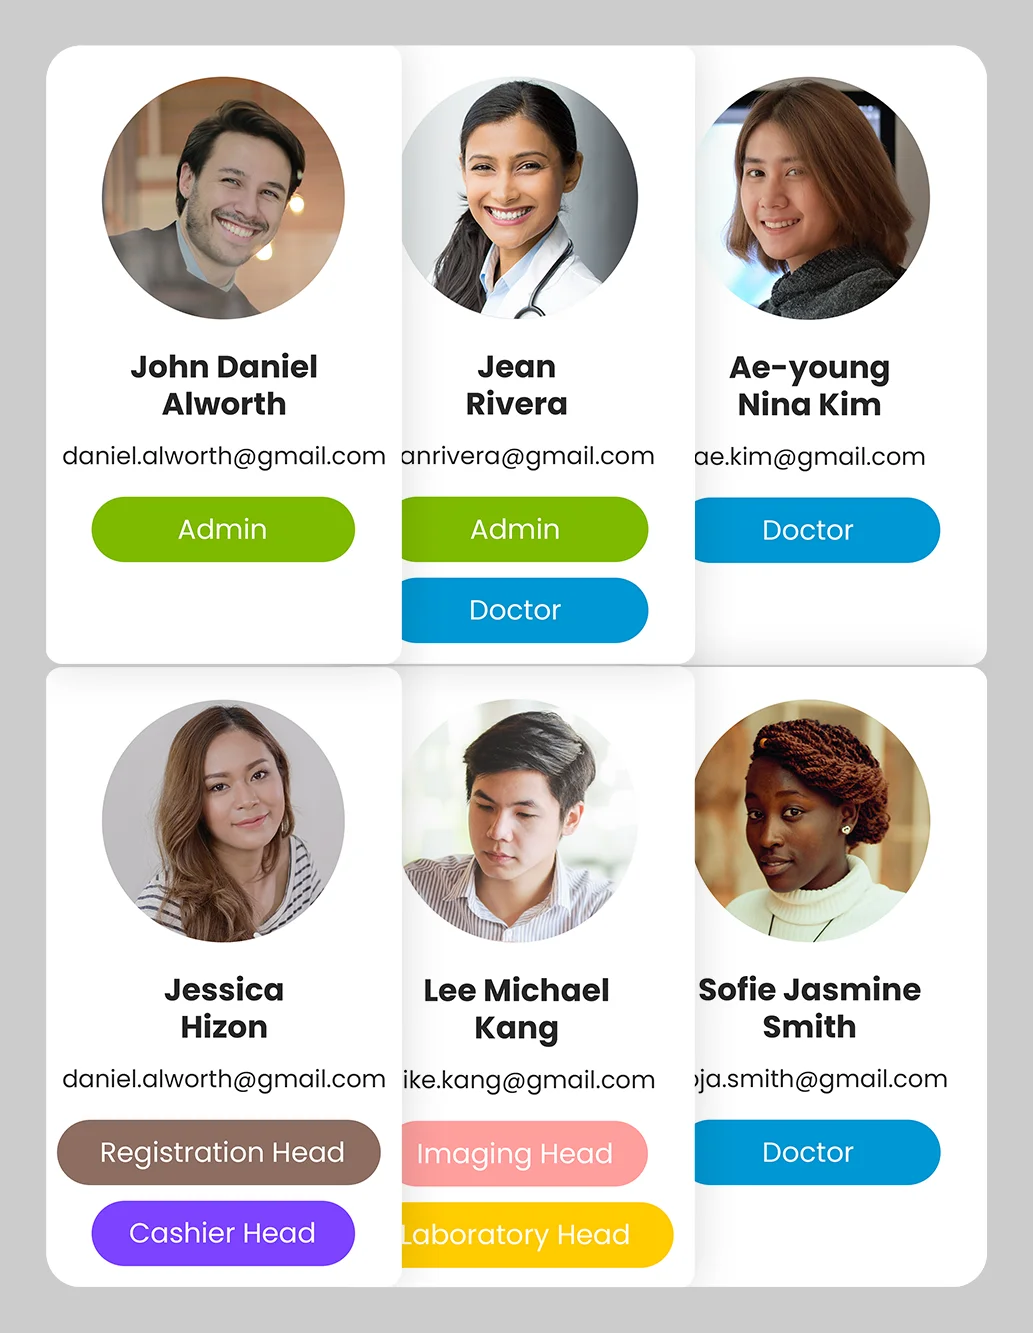 John Daniel
Alworth
daniel.alworth@gmail.com
Admin
Jean
Rivera
anrivera@gmail.com
Admin
Doctor
Ae-young
Nina Kim
ae.kim@gmail.com
Doctor
Jessica
Hizon
daniel.alworth@gmail.com
Registration Head
Cashier Head
Lee Michael
Kang
ike.kang@gmail.com
Imaging Head
Laboratory Head
Sofie Jasmine
Smith
ja.smith@gmail.com
Doctor